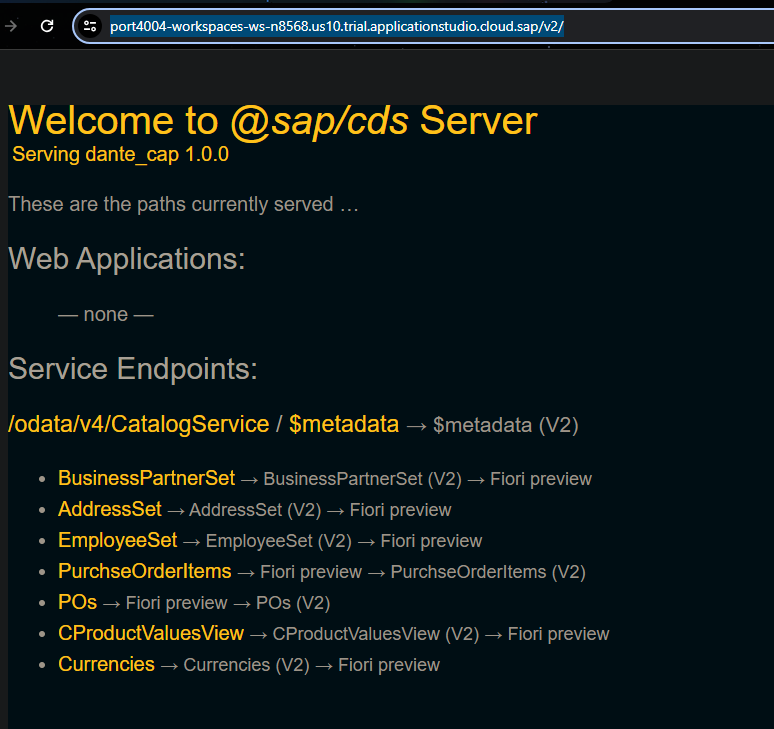 port4004-workspaces-ws-n8568.us10.trial.applicationstudio.cloud.sap/v2/
Welcome to @sap/cds Server
Serving dante_cap 1.0.0
These are the paths currently served …
Web Applications:
— none —
Service Endpoints:
/odata/v4/CatalogService / $metadata → $metadata (V2)
• BusinessPartnerSet → BusinessPartnerSet (V2) → Fiori preview
• AddressSet → AddressSet (V2) → Fiori preview
• EmployeeSet → EmployeeSet (V2) → Fiori preview
• PurchseOrderItems → Fiori preview → PurchseOrderItems (V2)
• POs → Fiori preview → POs (V2)
• CProductValuesView → CProductValuesView (V2) → Fiori preview
• Currencies → Currencies (V2) → Fiori preview